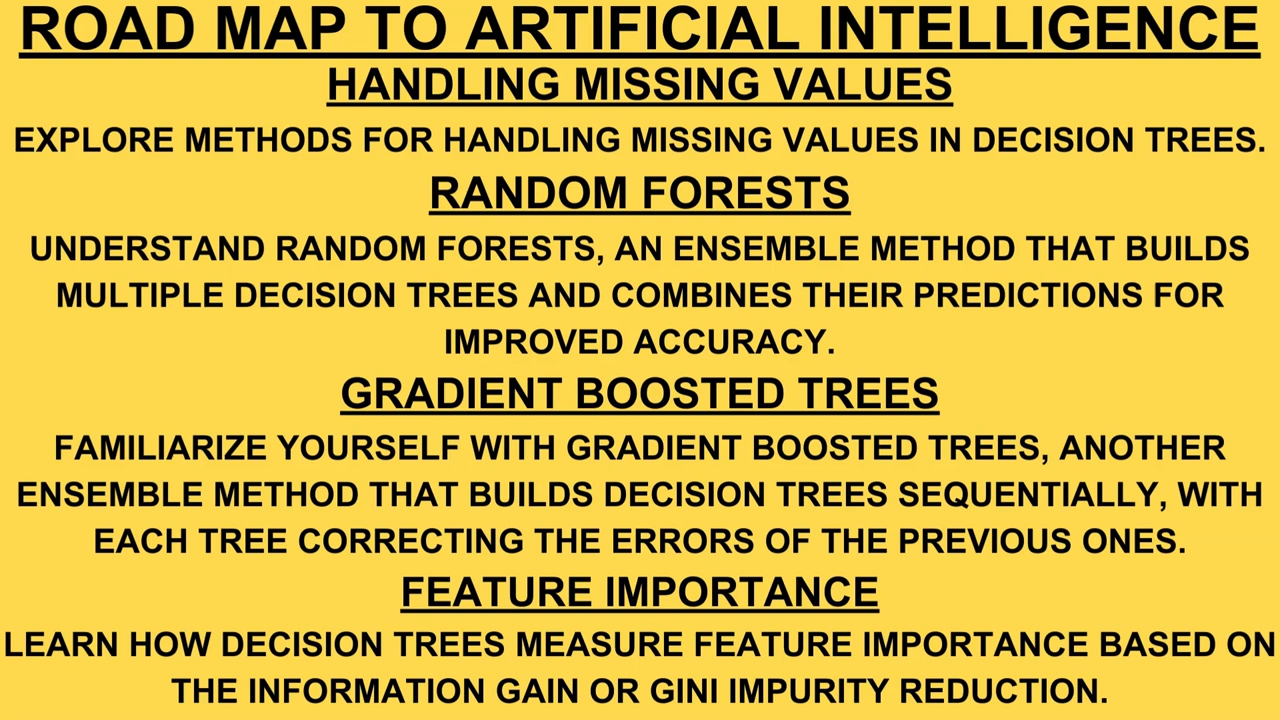 ROAD MAP TO ARTIFICIAL INTELLIGENCE
HANDLING MISSING VALUES
EXPLORE METHODS FOR HANDLING MISSING VALUES IN DECISION TREES.
RANDOM FORESTS
UNDERSTAND RANDOM FORESTS, AN ENSEMBLE METHOD THAT BUILDS
MULTIPLE DECISION TREES AND COMBINES THEIR PREDICTIONS FOR
IMPROVED ACCURACY.
GRADIENT BOOSTED TREES
FAMILIARIZE YOURSELF WITH GRADIENT BOOSTED TREES, ANOTHER
ENSEMBLE METHOD THAT BUILDS DECISION TREES SEQUENTIALLY, WITH
EACH TREE CORRECTING THE ERRORS OF THE PREVIOUS ONES.
FEATURE IMPORTANCE
LEARN HOW DECISION TREES MEASURE FEATURE IMPORTANCE BASED ON
THE INFORMATION GAIN OR GINI IMPURITY REDUCTION.